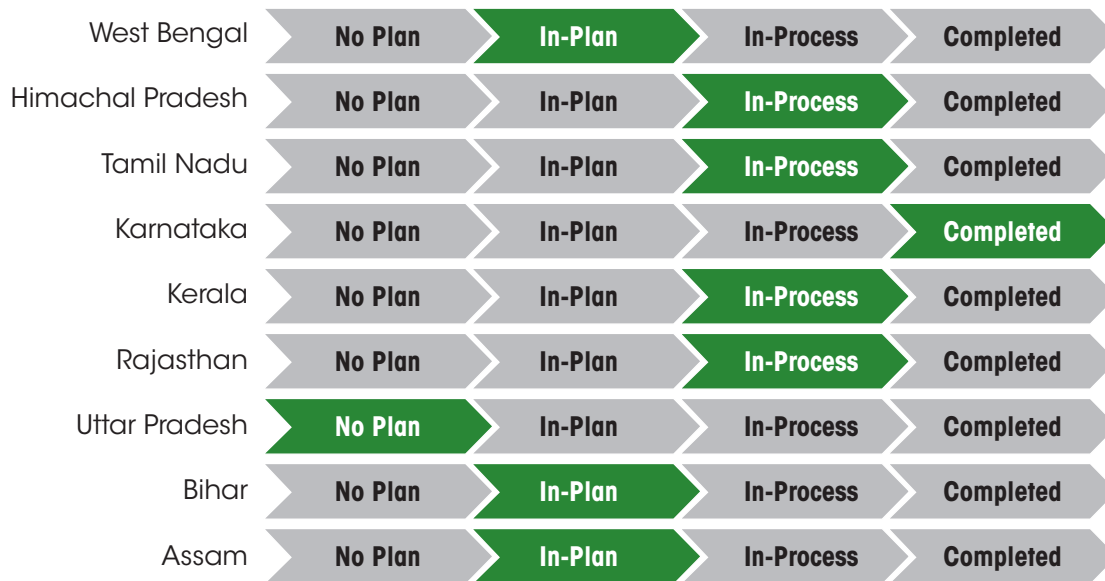 West Bengal No Plan In-Plan In-Process Completed
Himachal Pradesh No Plan In-Plan In-Process Completed
Tamil Nadu No Plan In-Plan In-Process Completed
Karnataka No Plan In-Plan In-Process Completed
Kerala No Plan In-Plan In-Process Completed
Rajasthan No Plan In-Plan In-Process Completed
Uttar Pradesh No Plan In-Plan In-Process Completed
Bihar No Plan In-Plan In-Process Completed
Assam No Plan In-Plan In-Process Completed